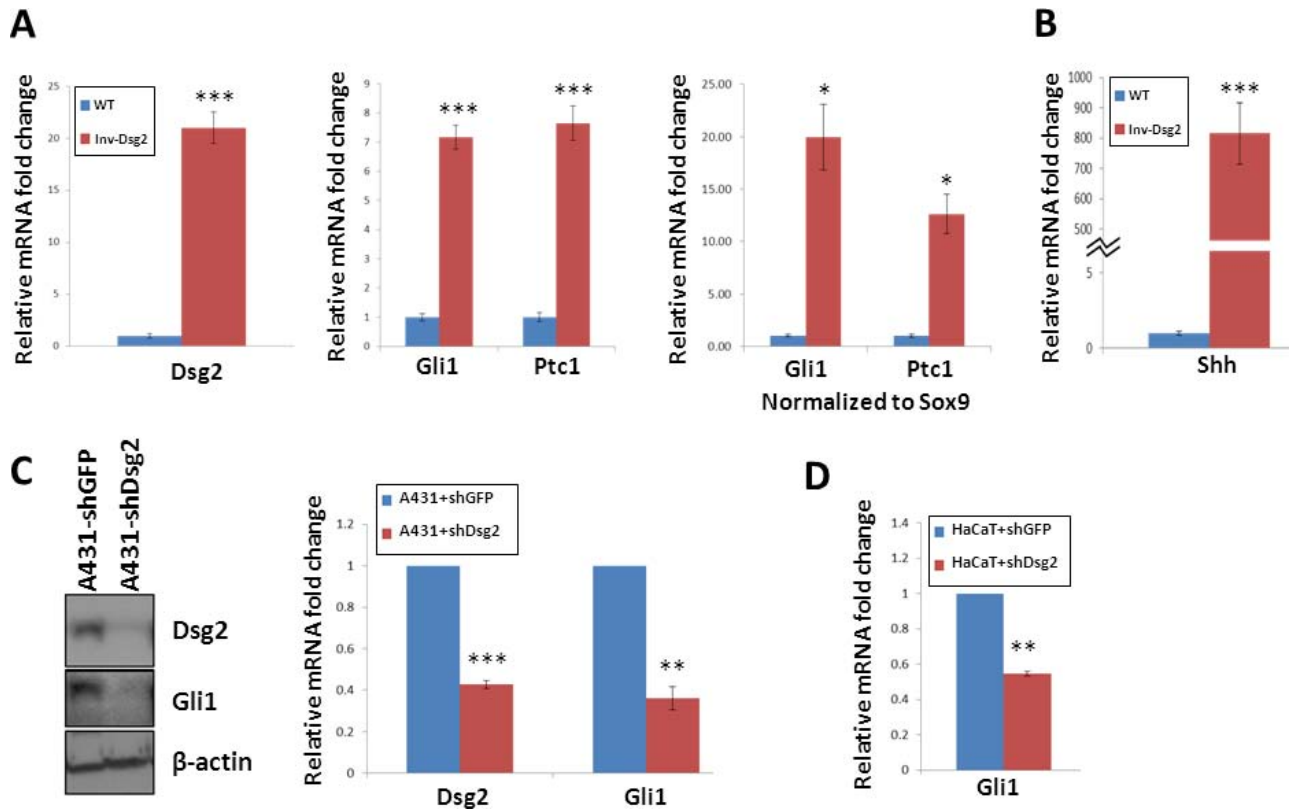 A
Relative mRNA fold change
25
20
15
10
5
0
WT
Inv-Dsg2
***
Dsg2
Relative mRNA fold change
9
8
7
6
5
4
3
2
1
0
***
***
Gli1
Ptc1
Relative mRNA fold change
25.00
20.00
15.00
10.00
5.00
0.00
*
*
Gli1
Ptc1
Normalized to Sox9
B
Relative mRNA fold change
1000
900
800
700
600
500
5
0
WT
Inv-Dsg2
***
Shh
C
A431-shGFP
A431-shDsg2
Dsg2
Gli1
β-actin
Relative mRNA fold change
1.2
1
0.8
0.6
0.4
0.2
0
A431+shGFP
A431+shDsg2
***
**
Dsg2
Gli1
D
Relative mRNA fold change
1.4
1.2
1
0.8
0.6
0.4
0.2
0
HaCaT+shGFP
HaCaT+shDsg2
**
Gli1